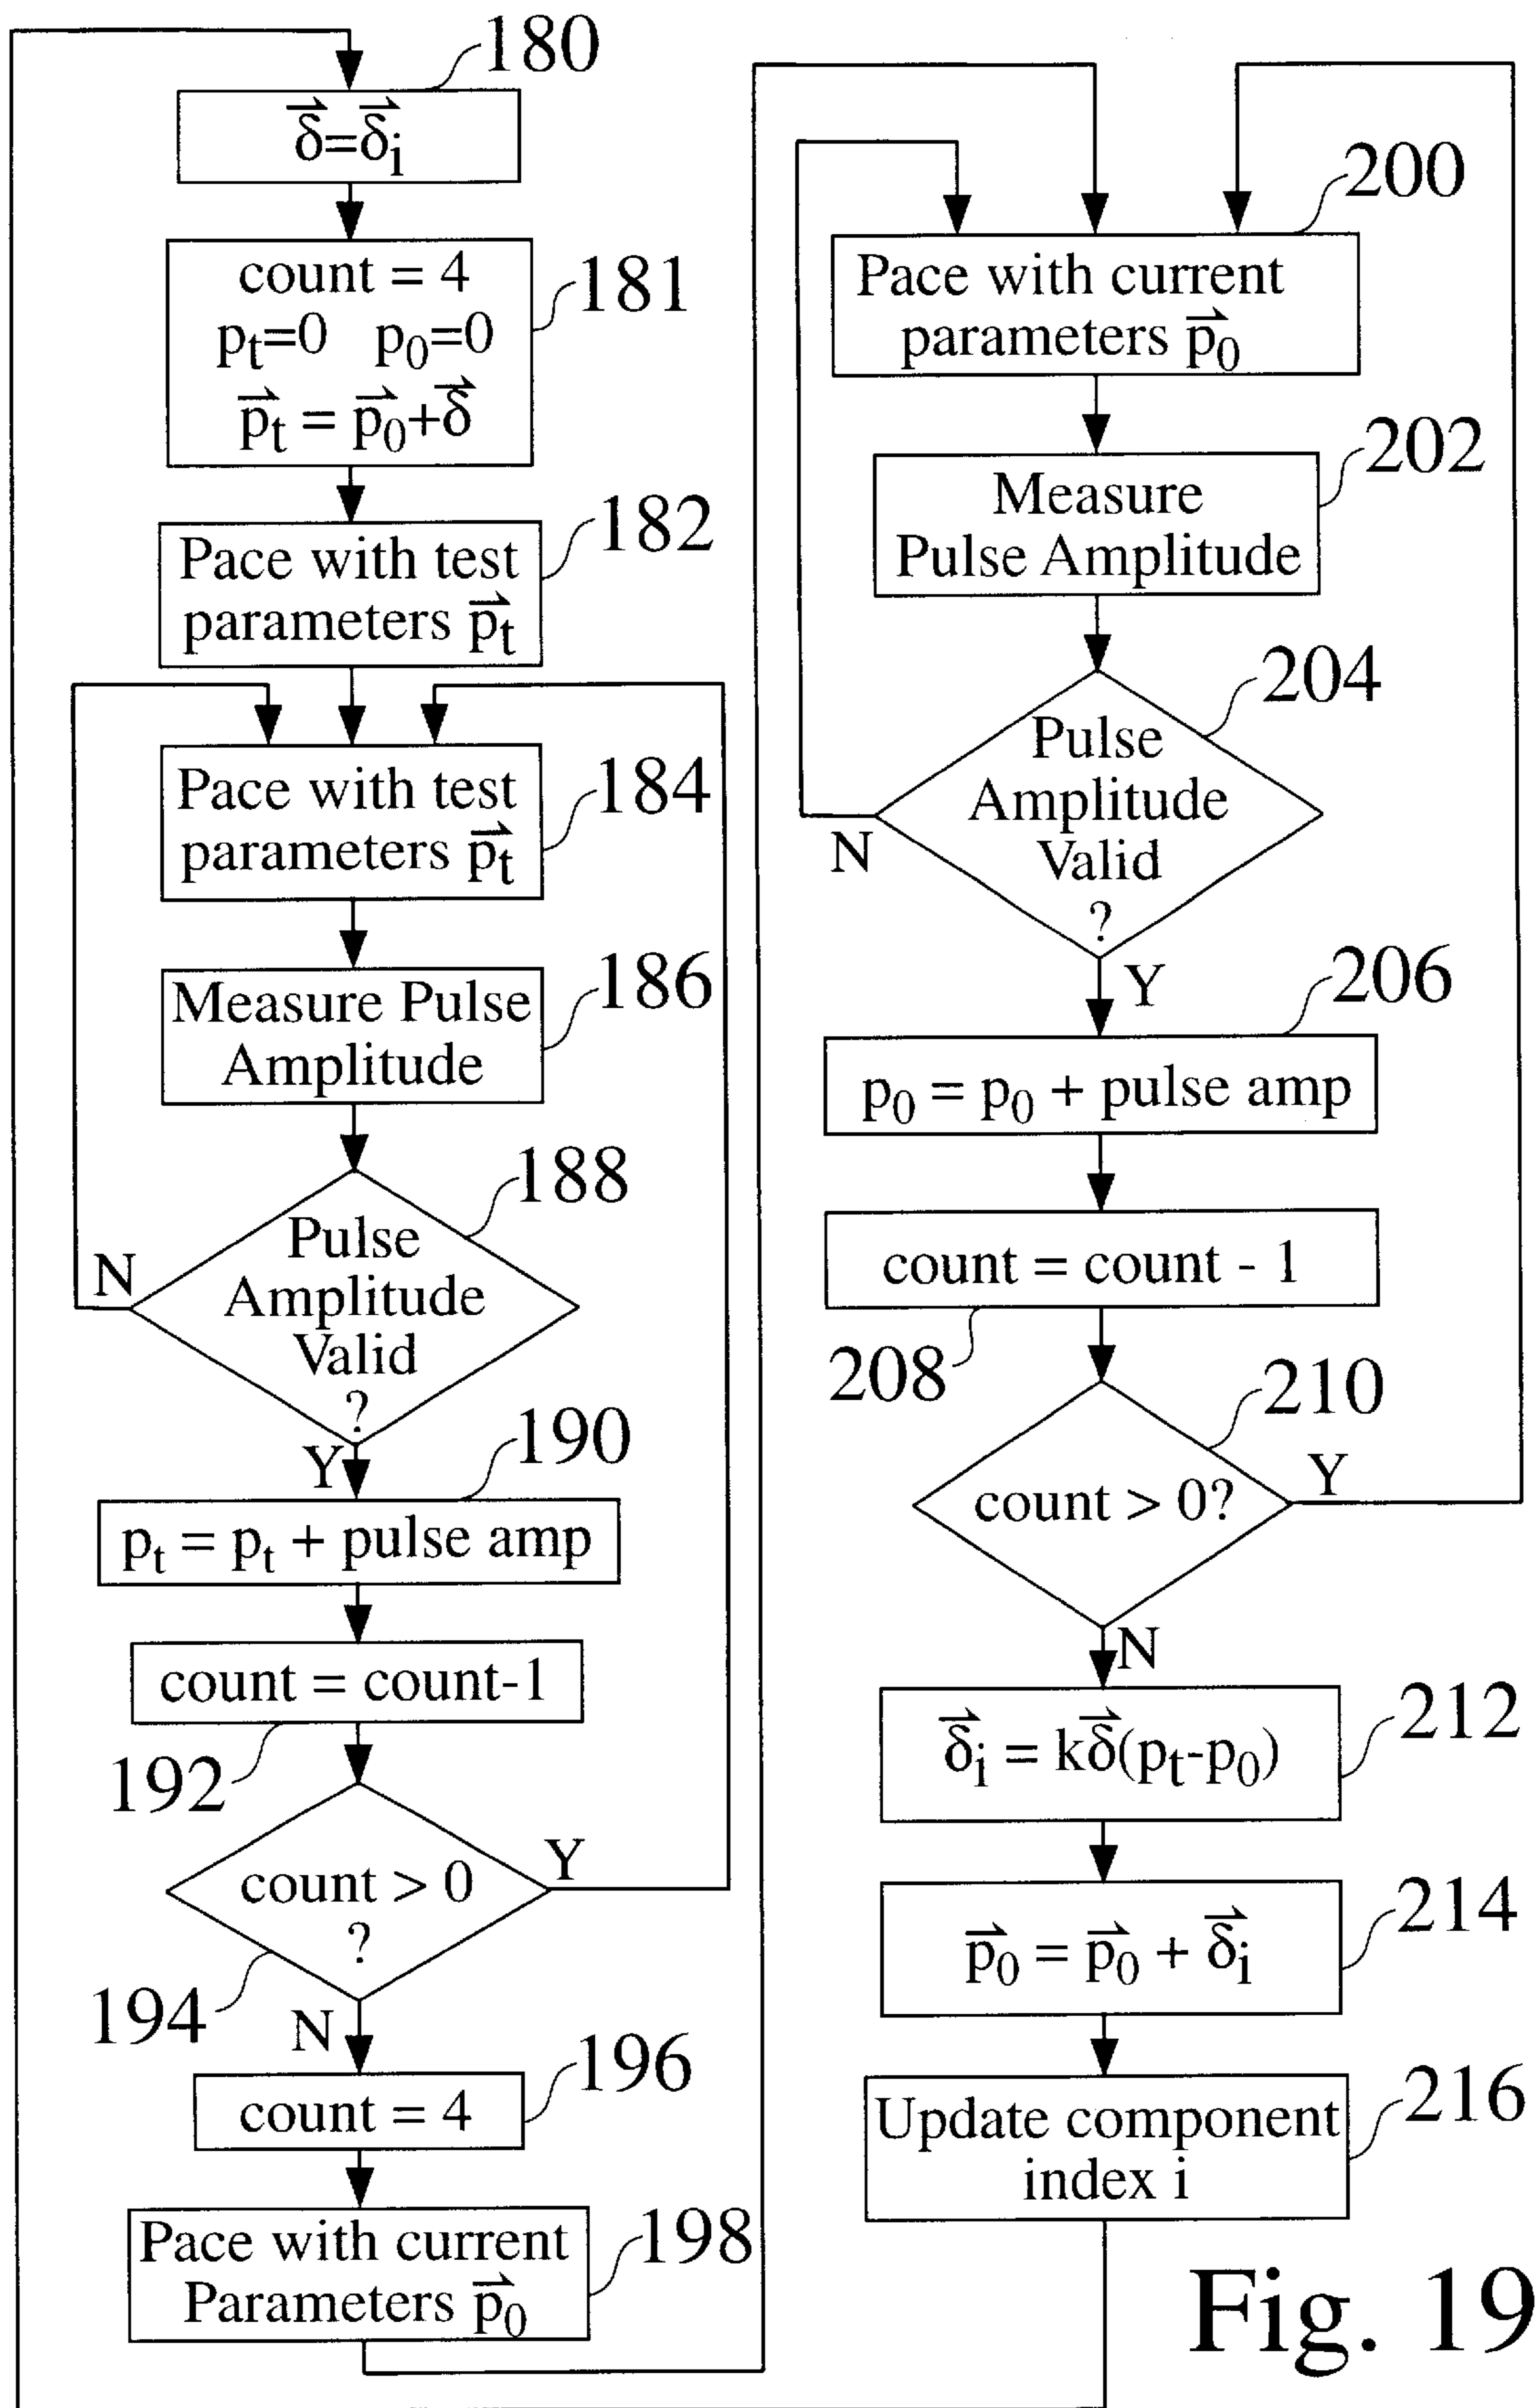 180
δ⃗=δ⃗ᵢ
count = 4
pₜ=0 p₀=0
p⃗ₜ = p⃗₀+δ⃗
181
Pace with test
parameters p⃗ₜ
182
Pace with test
parameters p⃗ₜ
184
Measure Pulse
Amplitude
186
Pulse
Amplitude
Valid
?
188
N
Y
190
pₜ = pₜ + pulse amp
count = count-1
192
count > 0
?
Y
194
N
196
count = 4
Pace with current
Parameters p⃗₀
198
200
Pace with current
parameters p⃗₀
202
Measure
Pulse Amplitude
204
Pulse
Amplitude
Valid
?
N
Y
206
p₀ = p₀ + pulse amp
count = count - 1
208
210
count > 0?
Y
N
212
δ⃗ᵢ = kδ⃗(pₜ-p₀)
214
p⃗₀ = p⃗₀ + δ⃗ᵢ
216
Update component
index i
Fig. 19